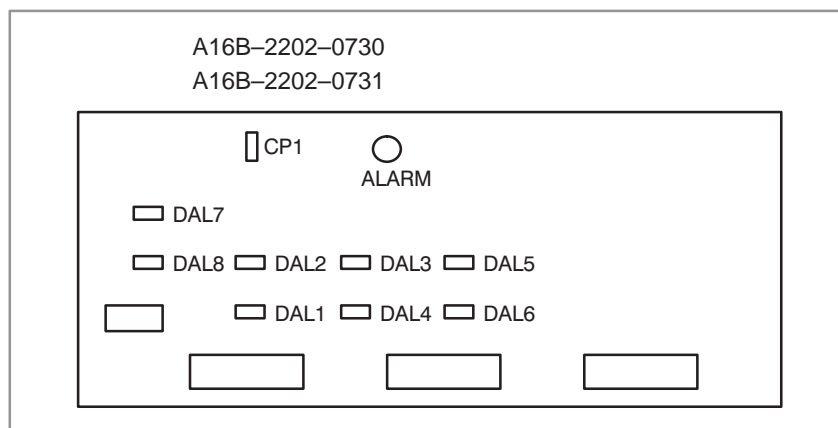 A16B–2202–0730
A16B–2202–0731
CP1
ALARM
DAL7
DAL8 DAL2 DAL3 DAL5
DAL1 DAL4 DAL6